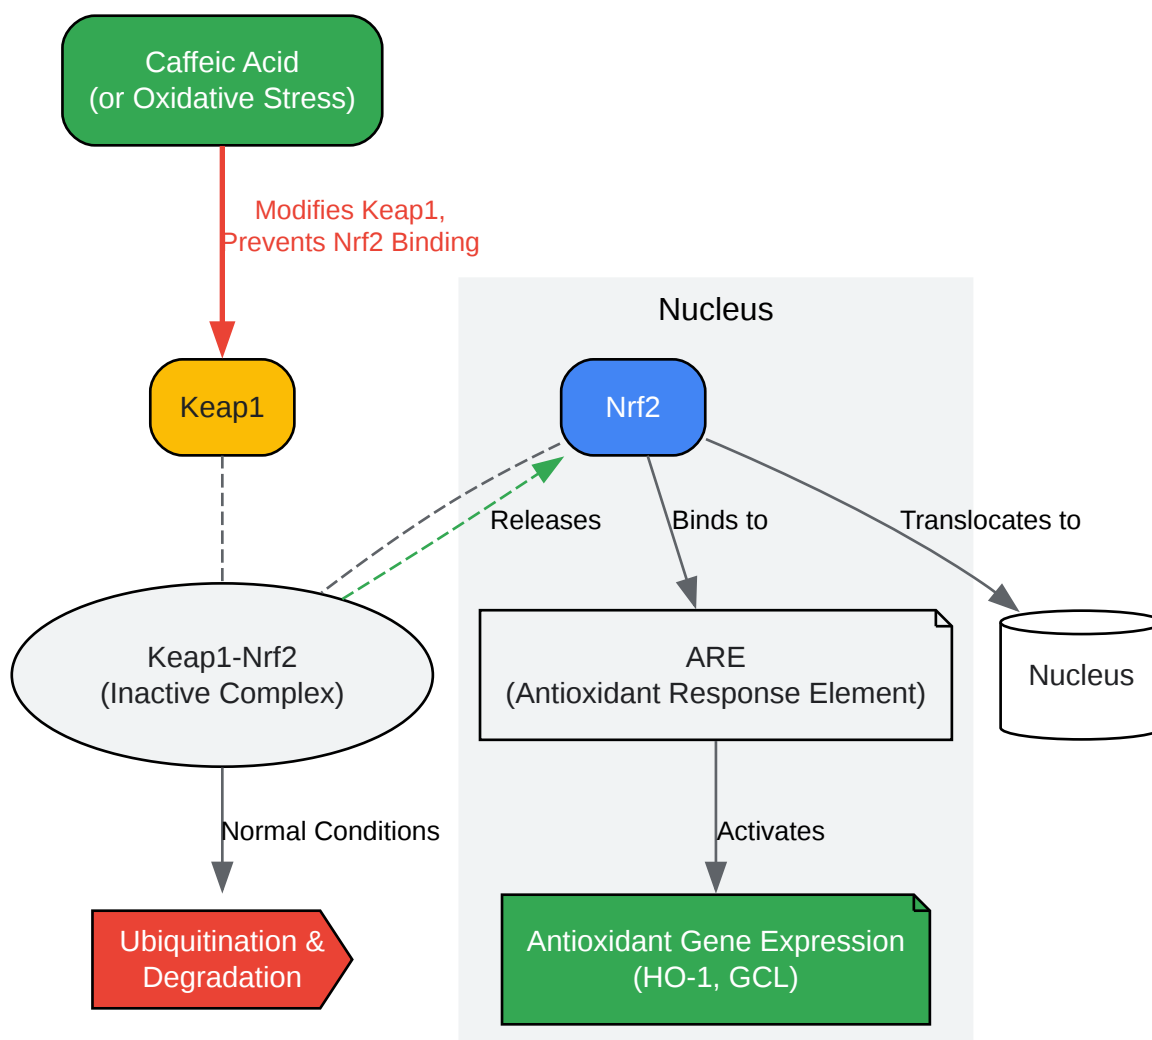 Caffeic Acid
(or Oxidative Stress)
Modifies Keap1,
Prevents Nrf2 Binding
Nucleus
Keap1
Nrf2
Releases
Binds to
Translocates to
Keap1-Nrf2
(Inactive Complex)
ARE
(Antioxidant Response Element)
Nucleus
Normal Conditions
Activates
Ubiquitination &
Degradation
Antioxidant Gene Expression
(HO-1, GCL)